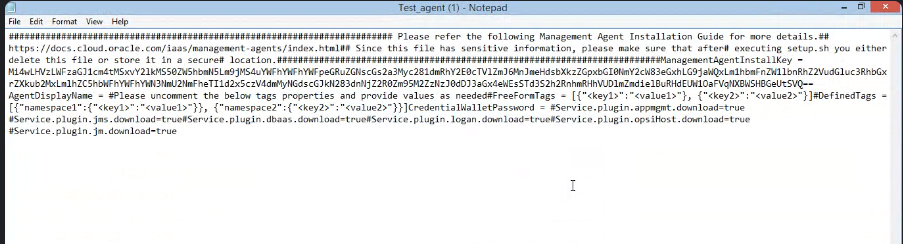 Test_agent (1) - Notepad
File Edit Format View Help
########################################################################## Please refer the following Management Agent Installation Guide for more details.##
https://docs.cloud.oracle.com/iaas/management-agents/index.html## Since this file has sensitive information, please make sure that after# executing setup.sh you either
delete this file or store it in a secure# location.##########################################################################ManagementAgentInstallKey =
AgentDisplayName = #Please uncomment the below tags properties and provide values as needed#FreeFormTags = [{"<key1>":"<value1>"}, {"<key2>":"<value2>"}]#DefinedTags =
[{"namespace1":{"<key1>":"<value1>"}}, {"namespace2":{"<key2>":"<value2>"}}]CredentialWalletPassword = #Service.plugin.appmgmt.download=true
#Service.plugin.jms.download=true#Service.plugin.dbaas.download=true#Service.plugin.logan.download=true#Service.plugin.opsiHost.download=true
#Service.plugin.jm.download=true